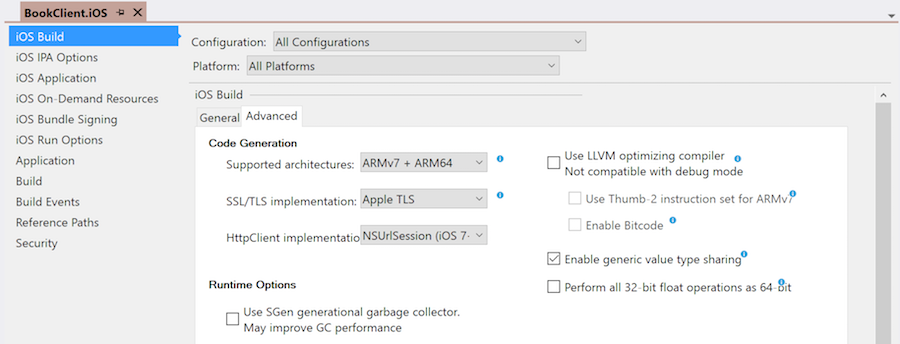 BookClient.iOS
iOS Build
iOS IPA Options
iOS Application
iOS On-Demand Resources
iOS Bundle Signing
iOS Run Options
Application
Build
Build Events
Reference Paths
Security
Configuration: All Configurations
Platform: All Platforms
iOS Build
General Advanced
Code Generation
Supported architectures: ARMv7 + ARM64
SSL/TLS implementation: Apple TLS
HttpClient implementatio NSUrlSession (iOS 7-
Runtime Options
Use SGen generational garbage collector.
May improve GC performance
Use LLVM optimizing compiler
Not compatible with debug mode
Use Thumb-2 instruction set for ARMv7
Enable Bitcode
Enable generic value type sharing
Perform all 32-bit float operations as 64-bit